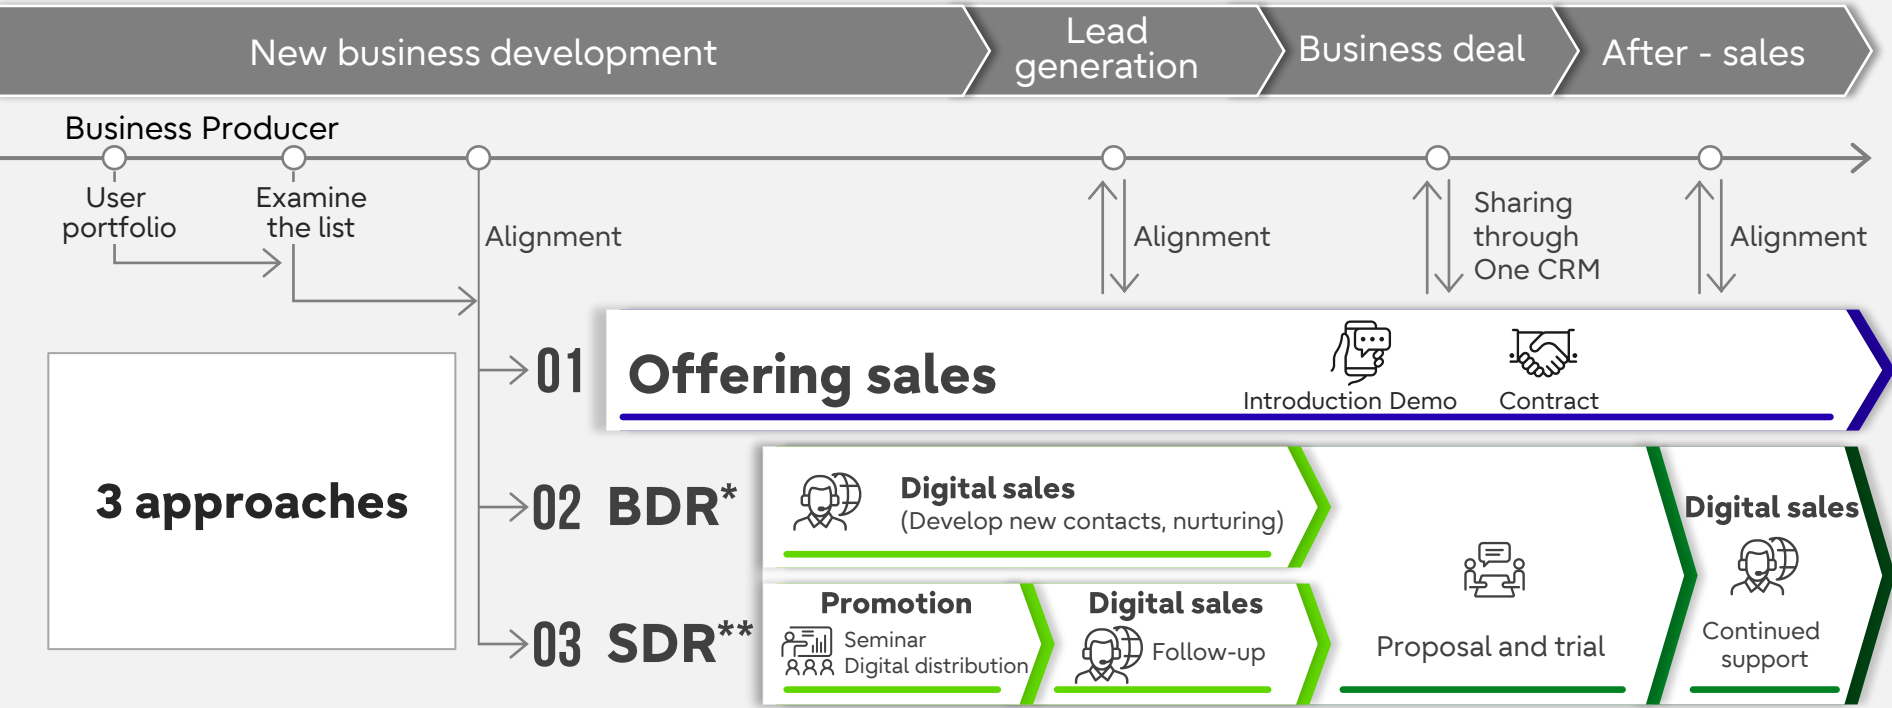 New business development
Lead
generation
Business deal
After - sales
Business Producer
User
portfolio
Examine
the list
Alignment
Alignment
Sharing
through
One CRM
Alignment
3 approaches
01
Offering sales
Introduction Demo
Contract
02 BDR*
Digital sales
(Develop new contacts, nurturing)
03 SDR**
Promotion
Seminar
Digital distribution
Digital sales
Follow-up
Proposal and trial
Digital sales
Continued
support